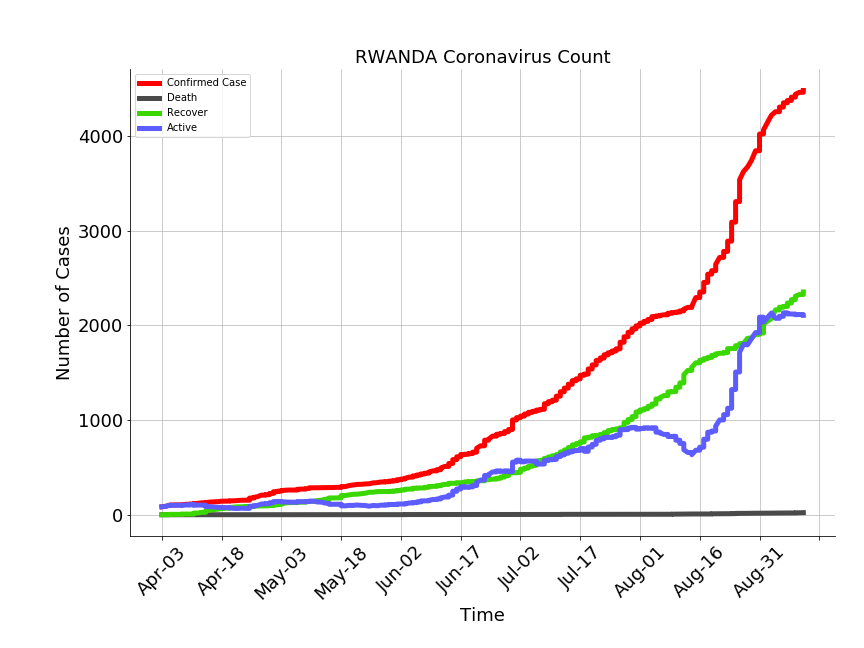 RWANDA Coronavirus Count
Confirmed Case
Death
Recover
Active
Number of Cases
4000
3000
2000
1000
0
Apr-03
Apr-18
May-03
May-18
Jun-02
Jun-17
Jul-02
Jul-17
Aug-01
Aug-16
Aug-31
Time